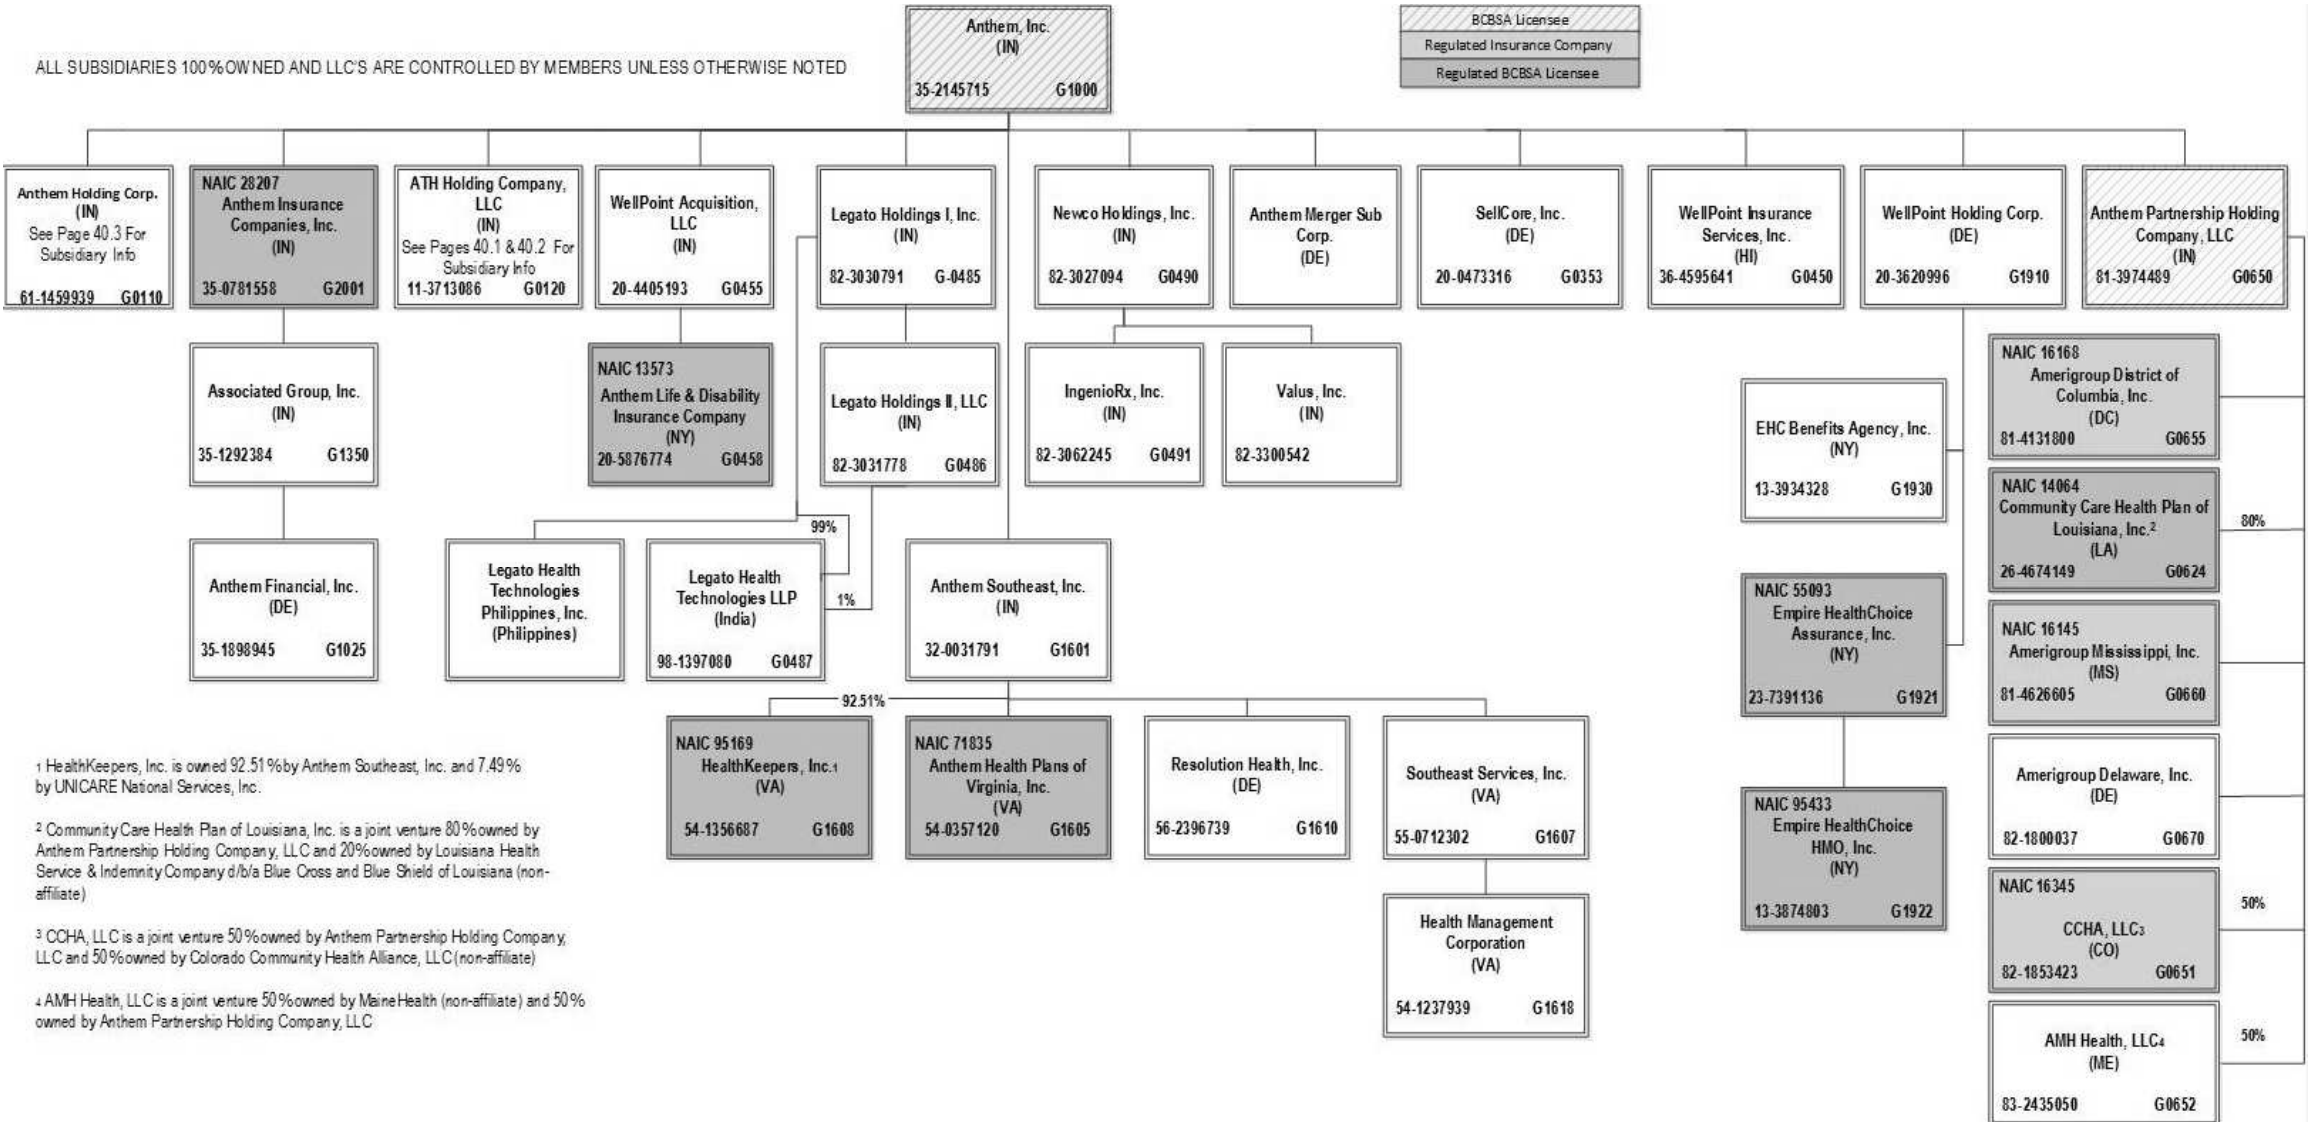 Anthem, Inc.
(IN)
35-2145715 G1000
BCBSA Licensee
Regulated Insurance Company
Regulated BCBSA Licensee
ALL SUBSIDIARIES 100% OWNED AND LLC'S ARE CONTROLLED BY MEMBERS UNLESS OTHERWISE NOTED
Anthem Holding Corp.
(IN)
See Page 40.3 For
Subsidiary Info
61-1459939 G0110
NAIC 28207
Anthem Insurance
Companies, Inc.
(IN)
35-0781558 G2001
ATH Holding Company,
LLC
(IN)
See Pages 40.1 & 40.2 For
Subsidiary Info
11-3713086 G0120
WellPoint Acquisition,
LLC
(IN)
20-4405193 G0455
Legato Holdings I, Inc.
(IN)
82-3030791 G-0485
Newco Holdings, Inc.
(IN)
82-3027094 G0490
Anthem Merger Sub
Corp.
(DE)
SellCore, Inc.
(DE)
20-0473316 G0353
WellPoint Insurance
Services, Inc.
(HI)
36-4595641 G0450
WellPoint Holding Corp.
(DE)
20-3620996 G1910
Anthem Partnership Holding
Company, LLC
(IN)
81-3974489 G0650
Associated Group, Inc.
(IN)
35-1292384 G1350
NAIC 13573
Anthem Life & Disability
Insurance Company
(NY)
20-5876774 G0458
Legato Holdings II, LLC
(IN)
82-3031778 G0486
IngenioRx, Inc.
(IN)
82-3062245 G0491
Valus, Inc.
(IN)
82-3300542
EHC Benefits Agency, Inc.
(NY)
13-3934328 G1930
NAIC 16168
Amerigroup District of
Columbia, Inc.
(DC)
81-4131800 G0655
NAIC 14064
Community Care Health Plan of
Louisiana, Inc.2
(LA)
26-4674149 G0624
80%
99%
1%
Anthem Financial, Inc.
(DE)
35-1898945 G1025
Legato Health
Technologies
Philippines, Inc.
(Philippines)
Legato Health
Technologies LLP
(India)
98-1397080 G0487
Anthem Southeast, Inc.
(IN)
32-0031791 G1601
NAIC 55093
Empire HealthChoice
Assurance, Inc.
(NY)
23-7391136 G1921
NAIC 16145
Amerigroup Mississippi, Inc.
(MS)
81-4626605 G0660
92.51%
NAIC 95169
HealthKeepers, Inc.1
(VA)
54-1356687 G1608
NAIC 71835
Anthem Health Plans of
Virginia, Inc.
(VA)
54-0357120 G1605
Resolution Health, Inc.
(DE)
56-2396739 G1610
Southeast Services, Inc.
(VA)
55-0712302 G1607
Amerigroup Delaware, Inc.
(DE)
82-1800037 G0670
NAIC 95433
Empire HealthChoice
HMO, Inc.
(NY)
13-3874803 G1922
NAIC 16345
CCHA, LLC3
(CO)
82-1853423 G0651
50%
Health Management
Corporation
(VA)
54-1237939 G1618
AMH Health, LLC4
(ME)
83-2435050 G0652
50%
1 HealthKeepers, Inc. is owned 92.51% by Anthem Southeast, Inc. and 7.49%
by UNICARE National Services, Inc.
2 Community Care Health Plan of Louisiana, Inc. is a joint venture 80% owned by
Anthem Partnership Holding Company, LLC and 20% owned by Louisiana Health
Service & Indemnity Company d/b/a Blue Cross and Blue Shield of Louisiana (non-
affiliate)
3 CCHA, LLC is a joint venture 50% owned by Anthem Partnership Holding Company,
LLC and 50% owned by Colorado Community Health Alliance, LLC (non-affiliate)
4 AMH Health, LLC is a joint venture 50% owned by MaineHealth (non-affiliate) and 50%
owned by Anthem Partnership Holding Company, LLC